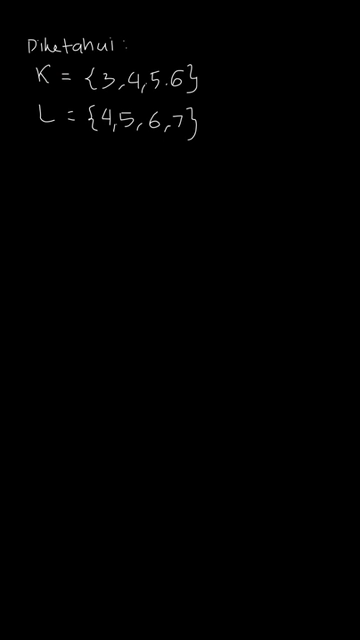 Diketahui:
K = {3,4,5.6}
L = {4,5,6,7}